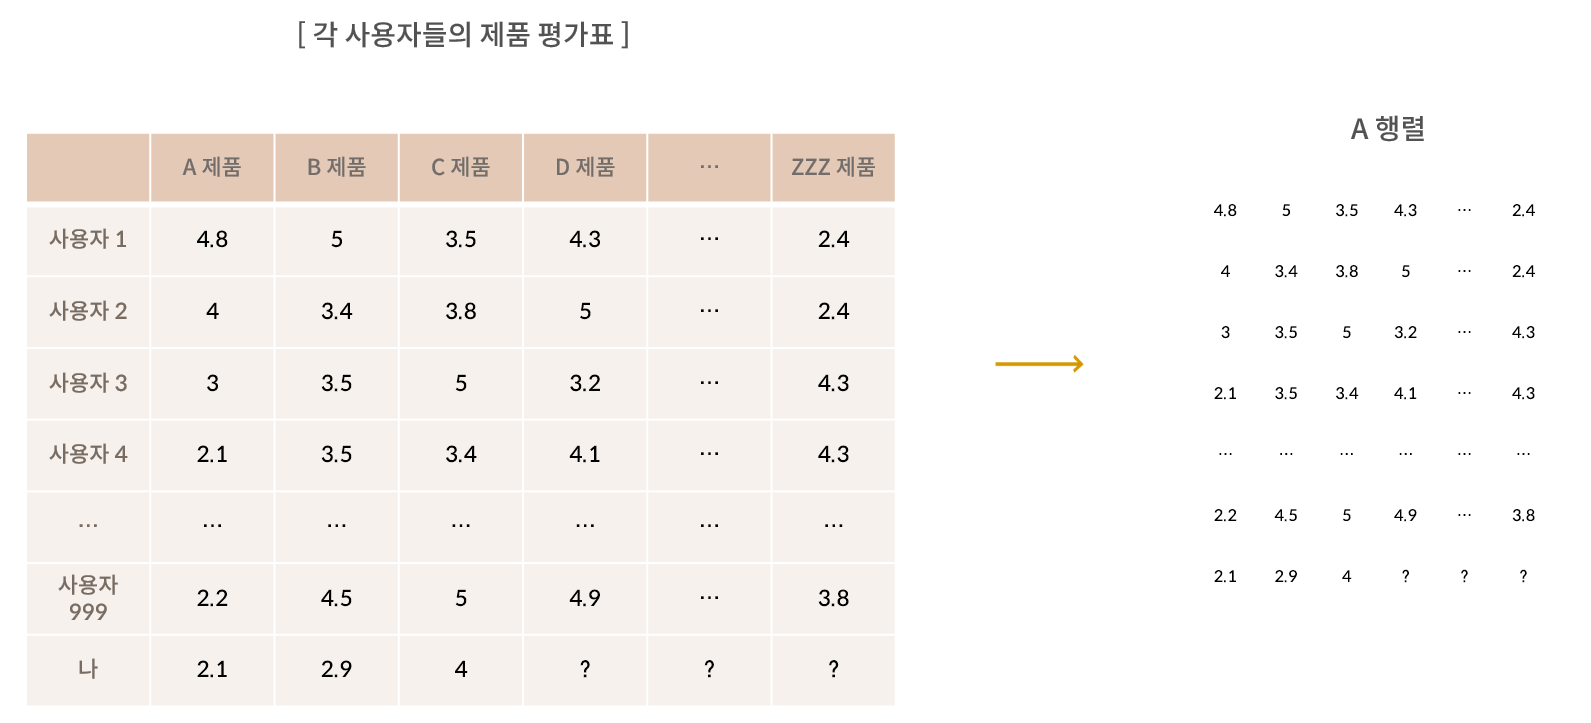 [ 각 사용자들의 제품 평가표 ]
A 제품 B 제품 C 제품 D 제품 … ZZZ 제품
사용자 1 4.8 5 3.5 4.3 … 2.4
사용자 2 4 3.4 3.8 5 … 2.4
사용자 3 3 3.5 5 3.2 … 4.3
사용자 4 2.1 3.5 3.4 4.1 … 4.3
… … … … … … …
사용자
999 2.2 4.5 5 4.9 … 3.8
나 2.1 2.9 4 ? ? ?
A 행렬
4.8 5 3.5 4.3 … 2.4
4 3.4 3.8 5 … 2.4
3 3.5 5 3.2 … 4.3
2.1 3.5 3.4 4.1 … 4.3
… … … … … …
2.2 4.5 5 4.9 … 3.8
2.1 2.9 4 ? ? ?